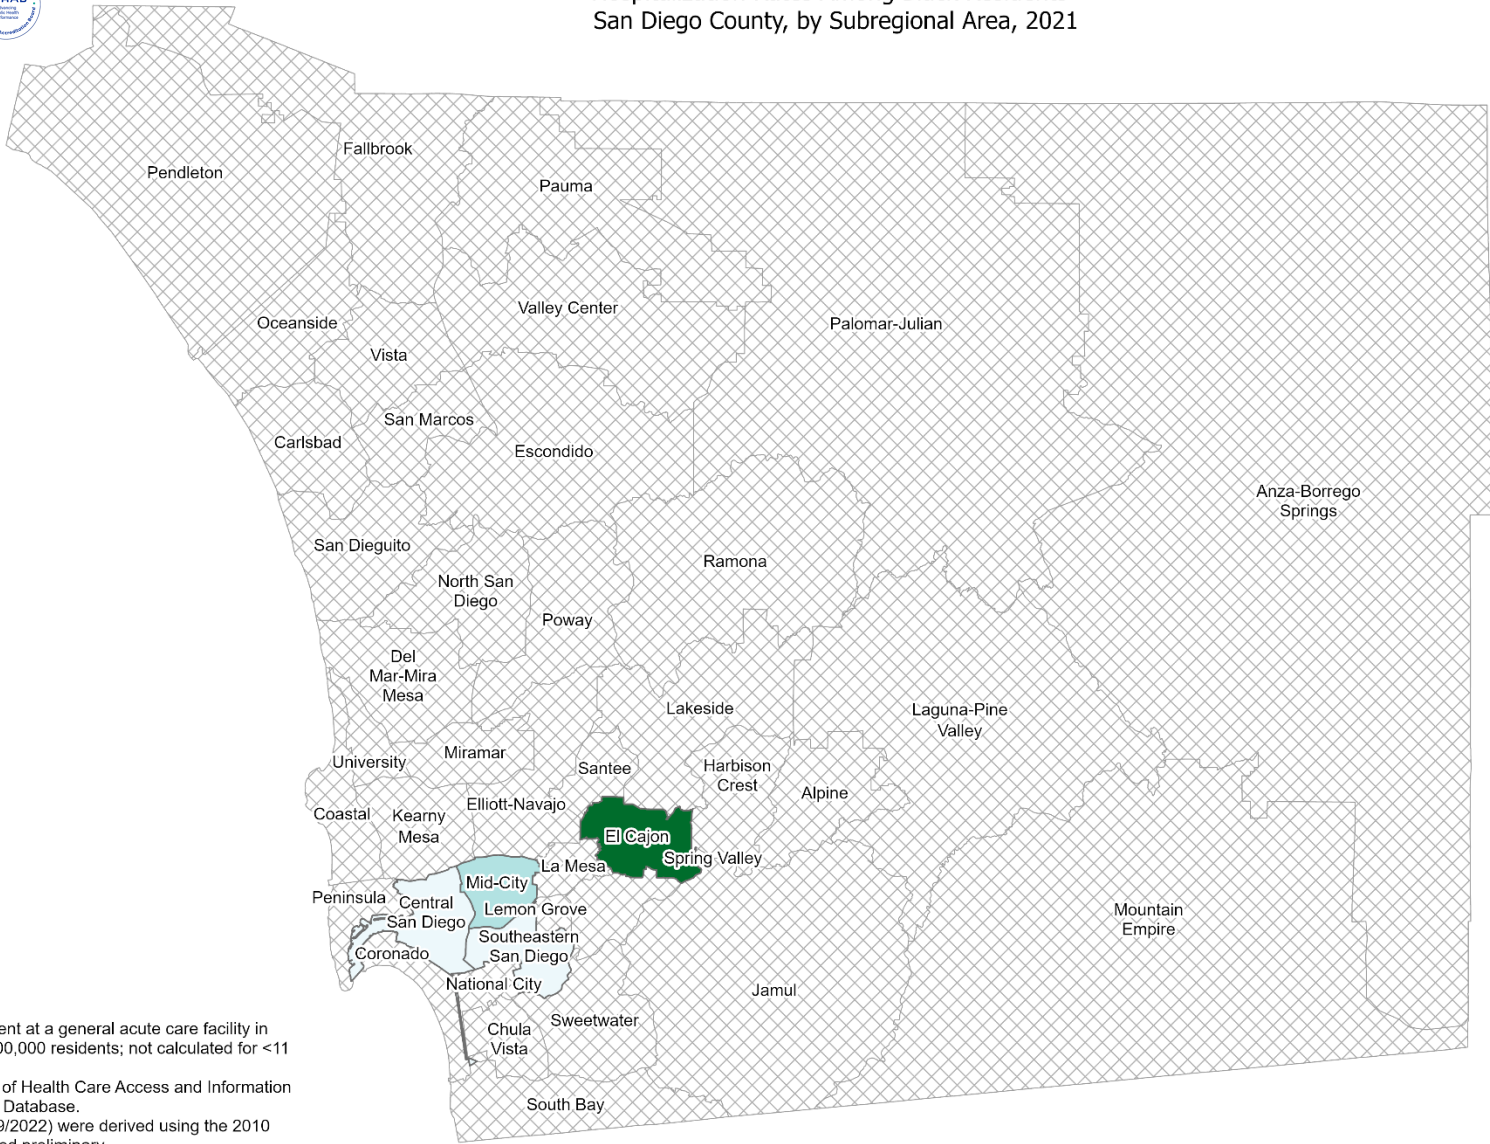 San Diego County, by Subregional Area, 2021
Fallbrook
Pendleton
Pauma
Valley Center
Oceanside
Palomar-Julian
Vista
San Marcos
Carlsbad
Escondido
Anza-Borrego
Springs
San Dieguito
Ramona
North San
Diego
Poway
Del
Mar-Mira
Mesa
Lakeside
Laguna-Pine
Valley
Miramar
University
Santee
Harbison
Crest
Alpine
Elliott-Navajo
Coastal
Kearny
Mesa
El Cajon
Spring Valley
La Mesa
Mid-City
Peninsula
Central
San Diego
Lemon Grove
Mountain
Empire
Southeastern
San Diego
Coronado
National City
Jamul
Sweetwater
Chula
Vista
South Bay
ent at a general acute care facility in
00,000 residents; not calculated for <11
of Health Care Access and Information
Database.
9/2022) were derived using the 2010